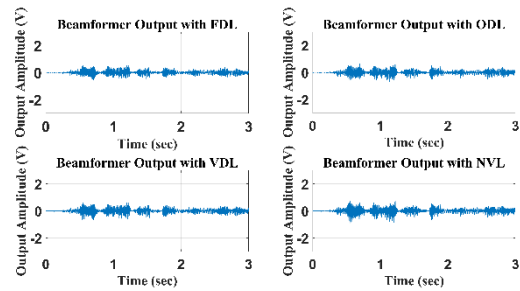 Beamformer Output with FDL
Output Amplitude (V)
2
0
-2
0 1 2 3
Time (sec)
Beamformer Output with ODL
Output Amplitude (V)
2
0
-2
0 1 2 3
Time (sec)
Beamformer Output with VDL
Output Amplitude (V)
2
0
-2
0 1 2 3
Time (sec)
Beamformer Output with NVL
Output Amplitude (V)
2
0
-2
0 1 2 3
Time (sec)